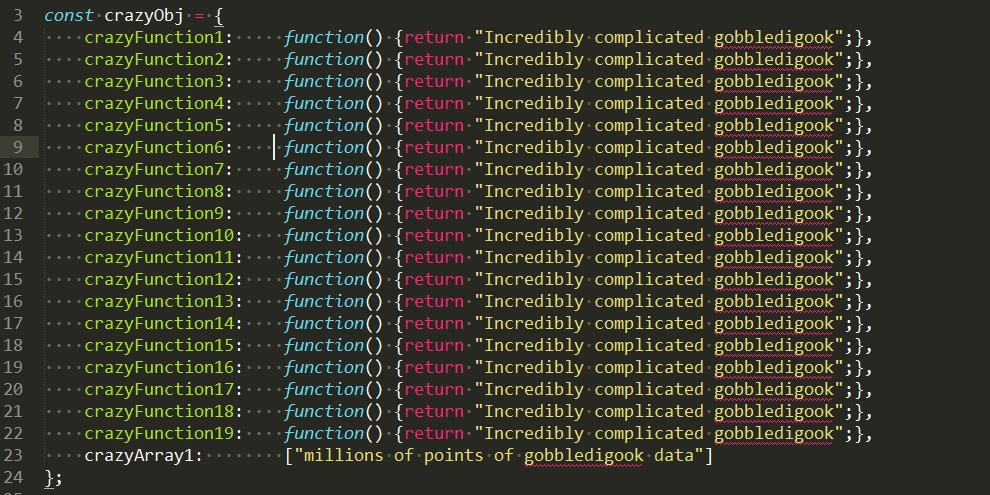 3 const crazyObj = {
4     crazyFunction1:     function() {return "Incredibly complicated gobbledigook";},
5     crazyFunction2:     function() {return "Incredibly complicated gobbledigook";},
6     crazyFunction3:     function() {return "Incredibly complicated gobbledigook";},
7     crazyFunction4:     function() {return "Incredibly complicated gobbledigook";},
8     crazyFunction5:     function() {return "Incredibly complicated gobbledigook";},
9     crazyFunction6:     function() {return "Incredibly complicated gobbledigook";},
10     crazyFunction7:     function() {return "Incredibly complicated gobbledigook";},
11     crazyFunction8:     function() {return "Incredibly complicated gobbledigook";},
12     crazyFunction9:     function() {return "Incredibly complicated gobbledigook";},
13     crazyFunction10:    function() {return "Incredibly complicated gobbledigook";},
14     crazyFunction11:    function() {return "Incredibly complicated gobbledigook";},
15     crazyFunction12:    function() {return "Incredibly complicated gobbledigook";},
16     crazyFunction13:    function() {return "Incredibly complicated gobbledigook";},
17     crazyFunction14:    function() {return "Incredibly complicated gobbledigook";},
18     crazyFunction15:    function() {return "Incredibly complicated gobbledigook";},
19     crazyFunction16:    function() {return "Incredibly complicated gobbledigook";},
20     crazyFunction17:    function() {return "Incredibly complicated gobbledigook";},
21     crazyFunction18:    function() {return "Incredibly complicated gobbledigook";},
22     crazyFunction19:    function() {return "Incredibly complicated gobbledigook";},
23     crazyArray1:        ["millions of points of gobbledigook data"]
24 };